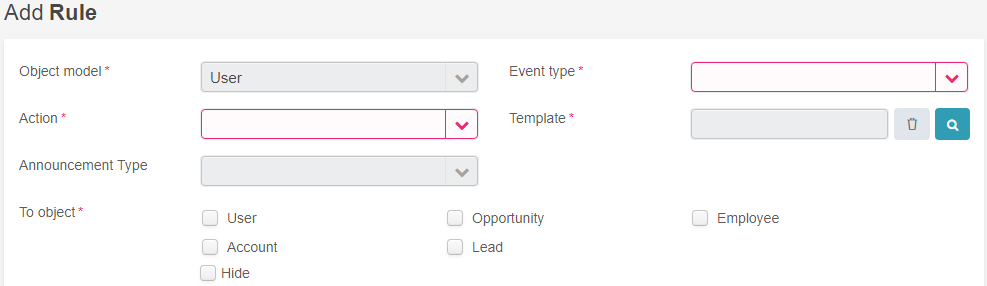 Add Rule
Object model * User Event type *
Action * Template *
Announcement Type
To object * User Opportunity Employee
Account Lead
Hide